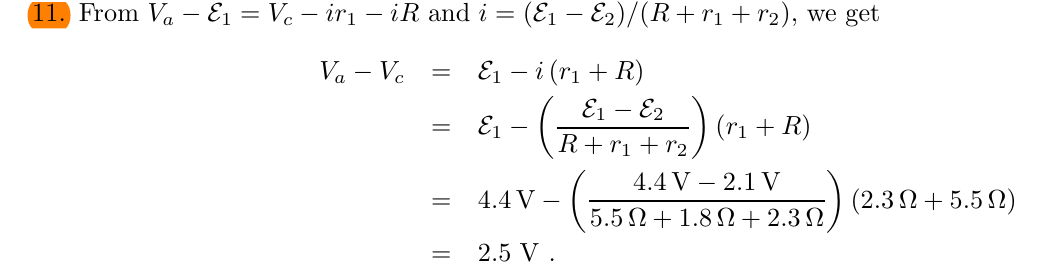 11. From V_a − ℰ_1 = V_c − ir_1 − iR and i = (ℰ_1 − ℰ_2)/(R + r_1 + r_2), we get
V_a − V_c = ℰ_1 − i (r_1 + R)
= ℰ_1 − ((ℰ_1 − ℰ_2)/(R + r_1 + r_2)) (r_1 + R)
= 4.4 V − ((4.4 V − 2.1 V)/(5.5 Ω + 1.8 Ω + 2.3 Ω)) (2.3 Ω + 5.5 Ω)
= 2.5 V .